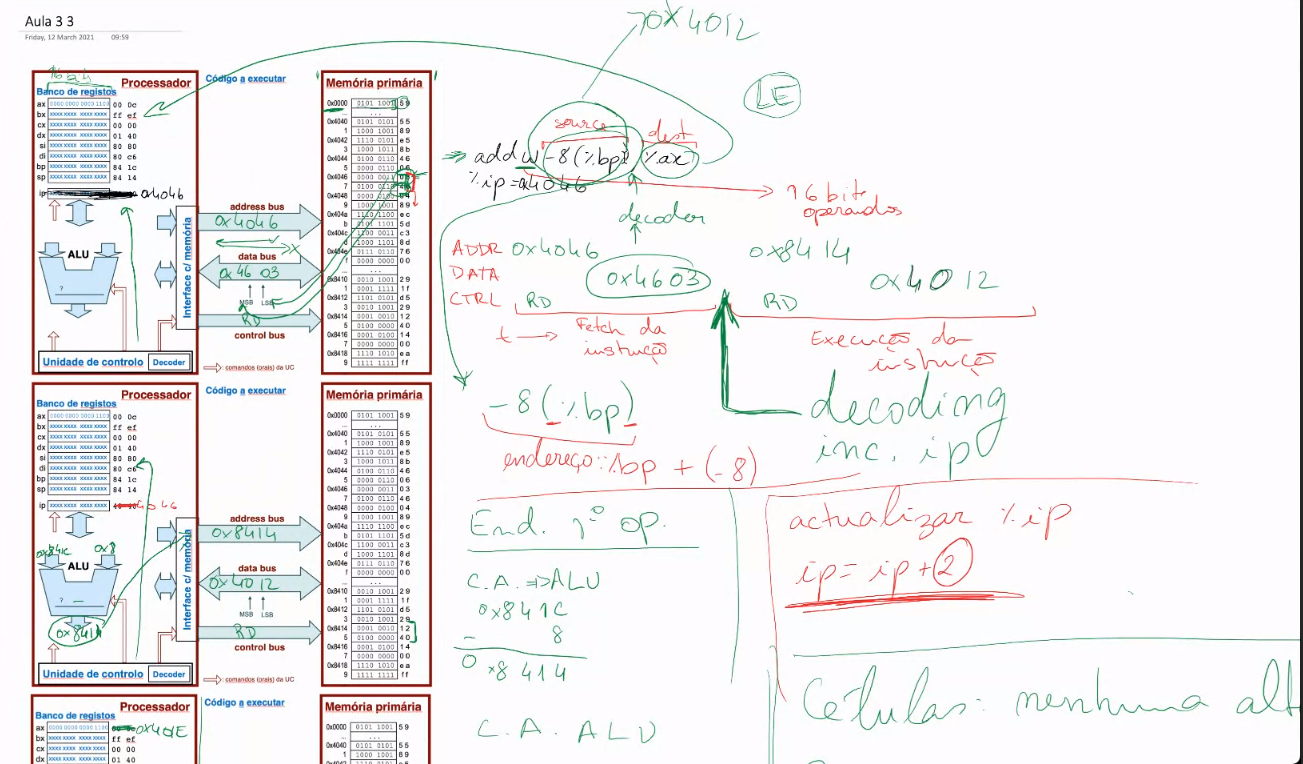 Aula 3 3
Friday, 12 March 2021 09:59
16 bit
Processador
Banco de registos
ax 0000 0000 0000 1100 00 0c
bx xxxx xxxx xxxx xxxx ff ef
cx xxxx xxxx xxxx xxxx 00 00
dx xxxx xxxx xxxx xxxx 01 40
si xxxx xxxx xxxx xxxx 80 80
di xxxx xxxx xxxx xxxx 80 c6
bp xxxx xxxx xxxx xxxx 84 1c
sp xxxx xxxx xxxx xxxx 84 14
ip 0x4046
ALU
?
Unidade de controlo Decoder
Interface c/ memória
Código a executar
address bus
0x4046
data bus
0x 46 03
MSB LSB
RD
control bus
: comandos (orais) da UC
Memória primária
0x0000 0101 1001 59
... ...
0x4040 0101 0101 55
1 1000 1001 89
0x4042 1110 0101 e5
3 1000 1011 8b
0x4044 0100 0110 46
5 0000 0110 06
0x4046 0000 0011 03
7 0100 0110 46
0x4048 0000 0100 04
9 1000 1001 89
0x404a 1110 1100 ec
b 0101 1101 5d
0x404c 1100 0011 c3
d 1000 1101 8d
0x404e 0111 0110 76
f 0000 0000 00
... ...
0x8410 0010 1001 29
1 0001 1111 1f
0x8412 1101 0101 d5
3 0010 1001 29
0x8414 0001 0010 12
5 0100 0000 40
0x8416 0001 0100 14
7 0000 0000 00
0x8418 1110 1010 ea
9 1111 1111 ff
0x4012
LE
source dest
addw -8(%bp) %ax
%ip=0x4046
16 bits
operandos
decoder
ADDR 0x4046 0x8414
DATA 0x4603 0x4012
CTRL RD RD
t → Fetch da
instrução
Execução da
instrução
decoding
inc. ip
-8(%bp)
endereço: %bp + (-8)
End. 1º op.
C.A. ⇒ ALU
0x841C
- 8
0x8414
C.A. ALU
actualizar %ip
ip = ip + 2
Células: nenhuma alt
Processador
Banco de registos
ax 0000 0000 0000 1100 00 0c
bx xxxx xxxx xxxx xxxx ff ef
cx xxxx xxxx xxxx xxxx 00 00
dx xxxx xxxx xxxx xxxx 01 40
si xxxx xxxx xxxx xxxx 80 80
di xxxx xxxx xxxx xxxx 80 c6
bp xxxx xxxx xxxx xxxx 84 1c
sp xxxx xxxx xxxx xxxx 84 14
ip xxxx xxxx xxxx xxxx
0x841C 0x8
ALU
? -
0x8414
Unidade de controlo Decoder
Interface c/ memória
Código a executar
address bus
0x8414
data bus
0x40 12
MSB LSB
RD
control bus
: comandos (orais) da UC
Memória primária
0x0000 0101 1001 59
... ...
0x4040 0101 0101 55
1 1000 1001 89
0x4042 1110 0101 e5
3 1000 1011 8b
0x4044 0100 0110 46
5 0000 0110 06
0x4046 0000 0011 03
7 0100 0110 46
0x4048 0000 0100 04
9 1000 1001 89
0x404a 1110 1100 ec
b 0101 1101 5d
0x404c 1100 0011 c3
d 1000 1101 8d
0x404e 0111 0110 76
f 0000 0000 00
... ...
0x8410 0010 1001 29
1 0001 1111 1f
0x8412 1101 0101 d5
3 0010 1001 29
0x8414 0001 0010 12
5 0100 0000 40
0x8416 0001 0100 14
7 0000 0000 00
0x8418 1110 1010 ea
9 1111 1111 ff
Processador
Banco de registos
ax
bx xxxx xxxx xxxx xxxx ff ef
cx xxxx xxxx xxxx xxxx 00 00
dx xxxx xxxx xxxx xxxx 01 40
Código a executar
Memória primária
0x0000 0101 1001 59
... ...
0x4040 0101 0101 55
1 1000 1001 89